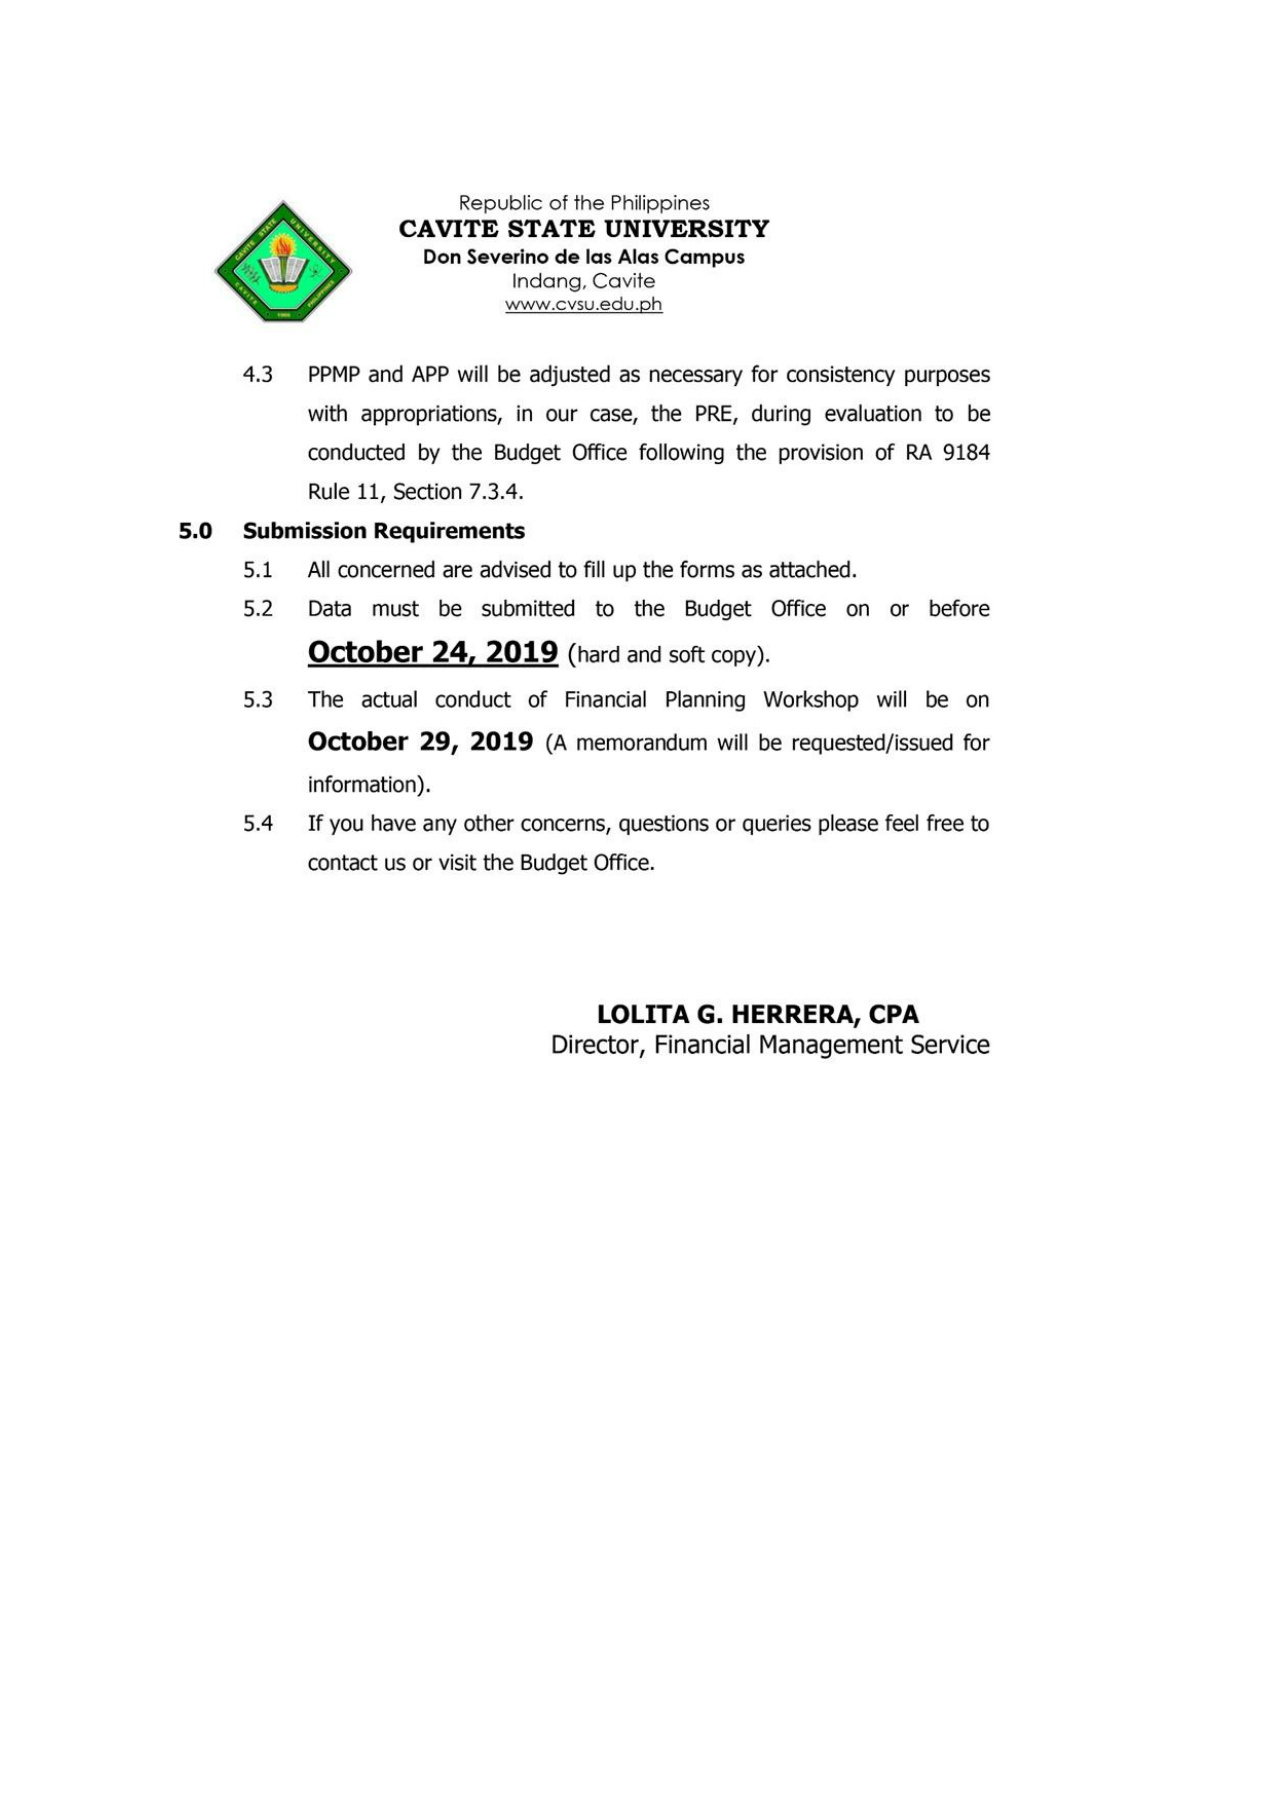 Republic of the Philippines
CAVITE STATE UNIVERSITY
Don Severino de las Alas Campus
Indang, Cavite
www.cvsu.edu.ph
CAVITE STATE UNIVERSITY
CAVITE PHILIPPINES
1906
4.3 PPMP and APP will be adjusted as necessary for consistency purposes
with appropriations, in our case, the PRE, during evaluation to be
conducted by the Budget Office following the provision of RA 9184
Rule 11, Section 7.3.4.
5.0 Submission Requirements
5.1 All concerned are advised to fill up the forms as attached.
5.2 Data must be submitted to the Budget Office on or before
October 24, 2019 (hard and soft copy).
5.3 The actual conduct of Financial Planning Workshop will be on
October 29, 2019 (A memorandum will be requested/issued for
information).
5.4 If you have any other concerns, questions or queries please feel free to
contact us or visit the Budget Office.
LOLITA G. HERRERA, CPA
Director, Financial Management Service